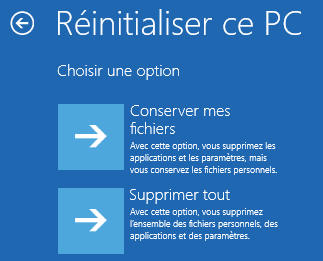 Réinitialiser ce PC
Choisir une option
Conserver mes
fichiers
Avec cette option, vous supprimez les
applications et les paramètres, mais
vous conservez les fichiers personnels.
Supprimer tout
Avec cette option, vous supprimez
l'ensemble des fichiers personnels, des
applications et des paramètres.